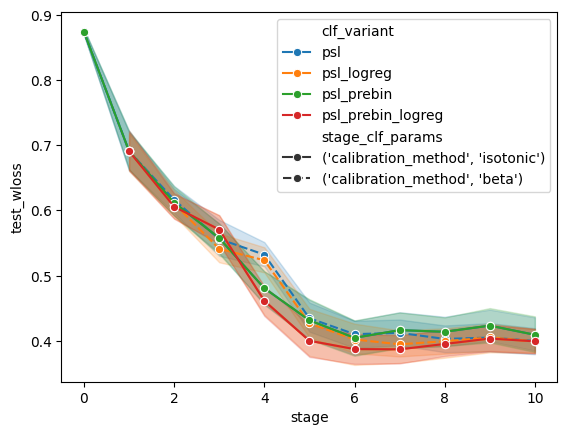 0.9
0.8
0.7
0.6
0.5
0.4
test_wloss
0
2
4
6
8
10
stage
clf_variant
psl
psl_logreg
psl_prebin
psl_prebin_logreg
stage_clf_params
('calibration_method', 'isotonic')
('calibration_method', 'beta')